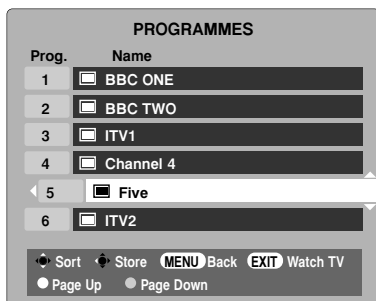 PROGRAMMES
Prog. Name
1 BBC ONE
2 BBC TWO
3 ITV1
4 Channel 4
5 Five
6 ITV2
Sort Store MENU Back EXIT Watch TV
Page Up Page Down